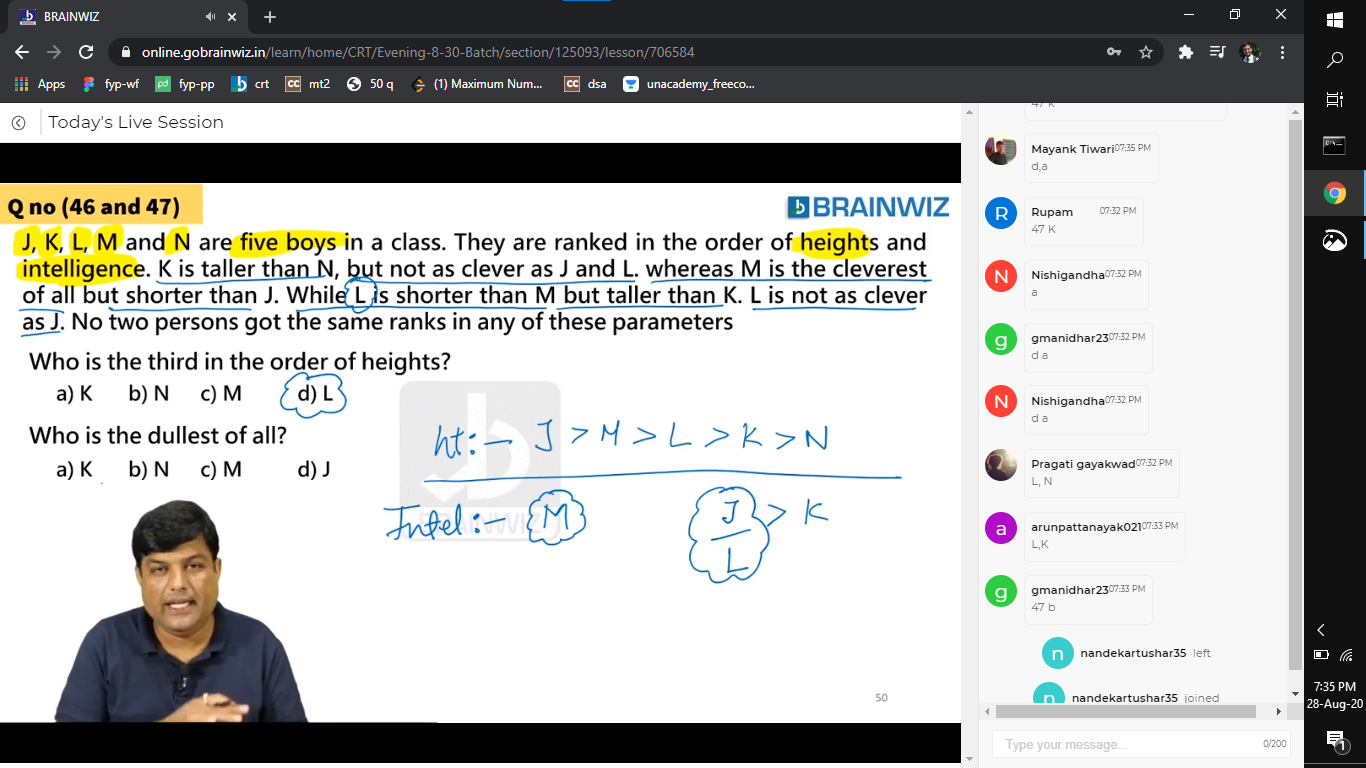 BRAINWIZ
online.gobrainwiz.in/learn/home/CRT/Evening-8-30-Batch/section/125093/lesson/706584
Apps fyp-wf fyp-pp crt mt2 50 q (1) Maximum Num... dsa unacademy_freeco...
Today's Live Session
Q no (46 and 47)
BRAINWIZ
J, K, L, M and N are five boys in a class. They are ranked in the order of heights and
intelligence. K is taller than N, but not as clever as J and L. whereas M is the cleverest
of all but shorter than J. While L is shorter than M but taller than K. L is not as clever
as J. No two persons got the same ranks in any of these parameters
Who is the third in the order of heights?
a) K b) N c) M d) L
Who is the dullest of all?
a) K b) N c) M d) J
ht:- J > M > L > K > N
Intel:- M J > K
L
BRAINWIZ
50
47 K
Mayank Tiwari 07:35 PM
d,a
R
Rupam 07:32 PM
47 K
N
Nishigandha 07:32 PM
a
g
gmanidhar23 07:32 PM
d a
N
Nishigandha 07:32 PM
d a
Pragati gayakwad 07:32 PM
L, N
a
arunpattanayak021 07:33 PM
L,K
g
gmanidhar23 07:33 PM
47 b
n
nandekartushar35 left
n
nandekartushar35 joined
Type your message... 0/200
7:35 PM
28-Aug-20
1